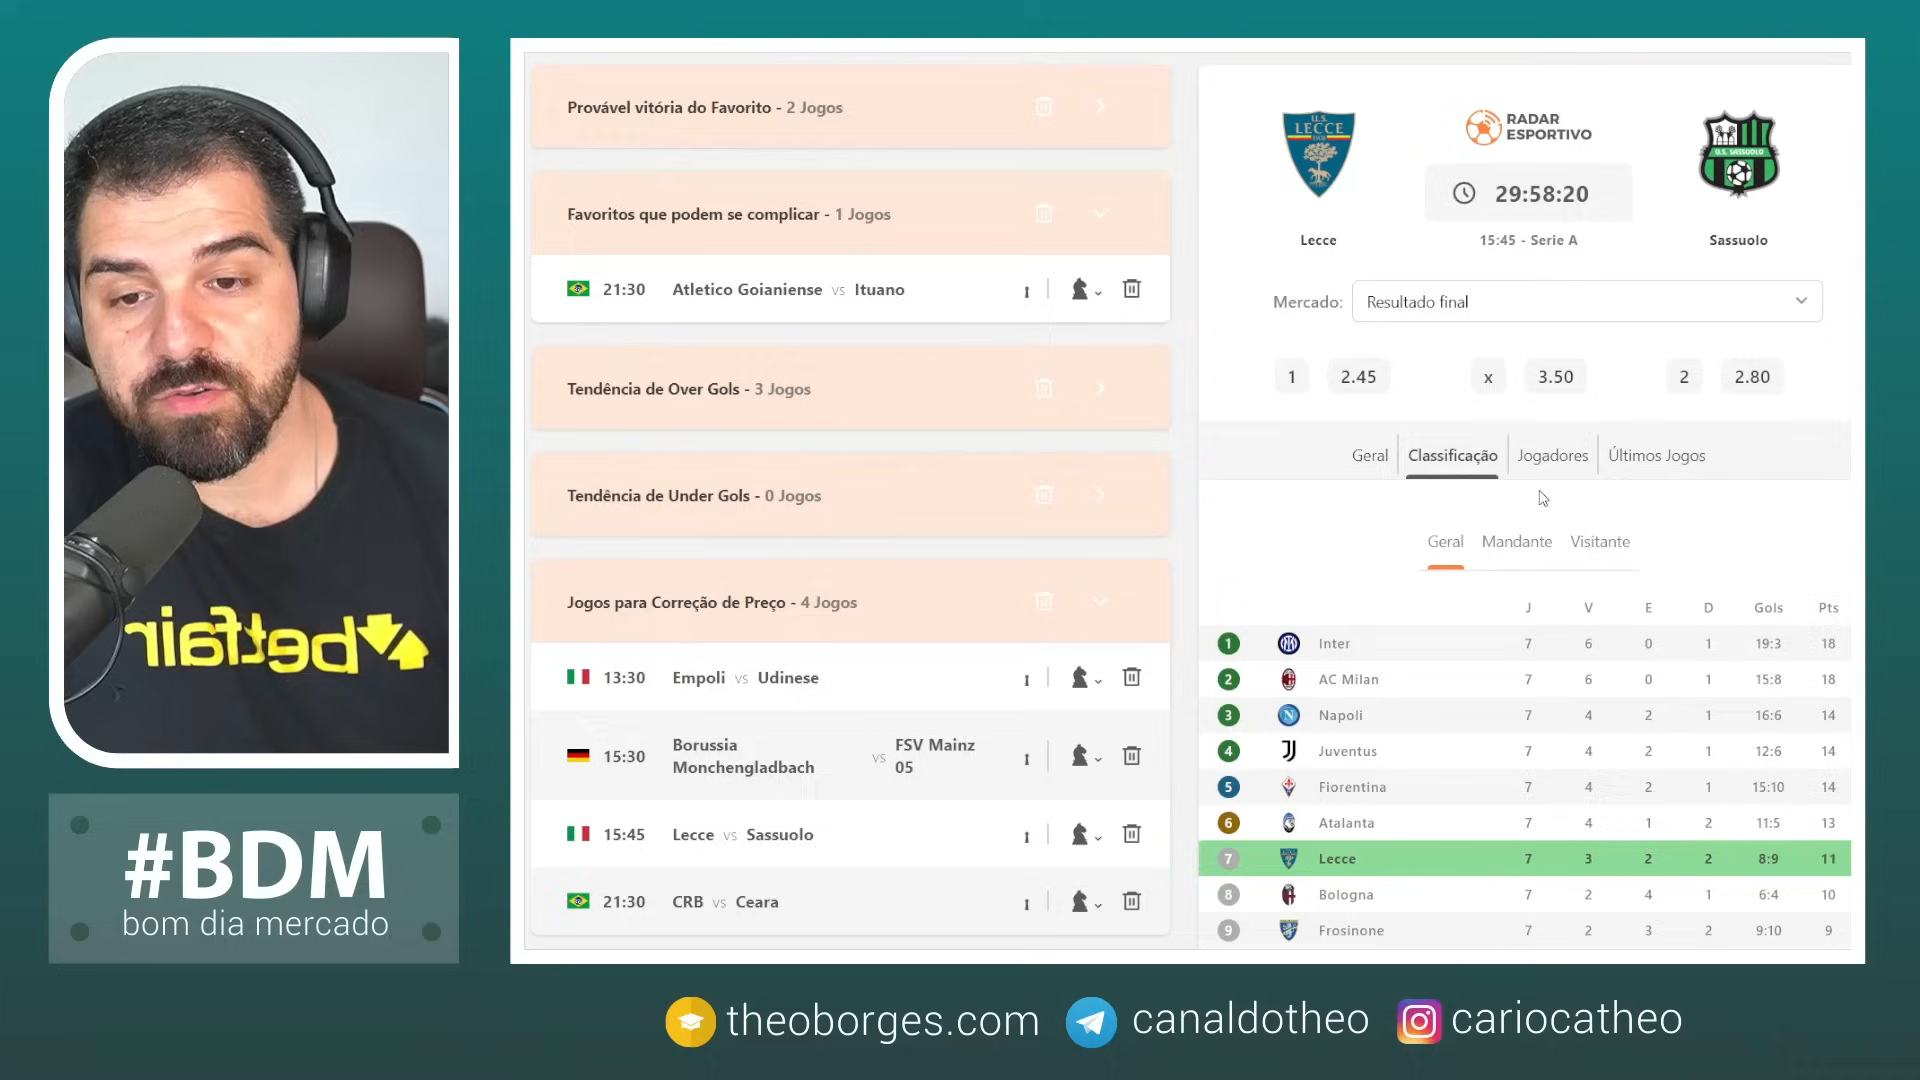 betfair
#BDM
bom dia mercado
Provável vitória do Favorito - 2 Jogos
Favoritos que podem se complicar - 1 Jogos
21:30 Atletico Goianiense vs Ituano
Tendência de Over Gols - 3 Jogos
Tendência de Under Gols - 0 Jogos
Jogos para Correção de Preço - 4 Jogos
13:30 Empoli vs Udinese
15:30 Borussia Monchengladbach vs FSV Mainz 05
15:45 Lecce vs Sassuolo
21:30 CRB vs Ceara
U.S. LECCE
RADAR ESPORTIVO
U.S. SASSUOLO
29:58:20
Lecce 15:45 - Serie A Sassuolo
Mercado: Resultado final
1 2.45 x 3.50 2 2.80
Geral Classificação Jogadores Últimos Jogos
Geral Mandante Visitante
J V E D Gols Pts
1 Inter 7 6 0 1 19:3 18
2 AC Milan 7 6 0 1 15:8 18
3 Napoli 7 4 2 1 16:6 14
4 Juventus 7 4 2 1 12:6 14
5 Fiorentina 7 4 2 1 15:10 14
6 Atalanta 7 4 1 2 11:5 13
7 Lecce 7 3 2 2 8:9 11
8 Bologna 7 2 4 1 6:4 10
9 Frosinone 7 2 3 2 9:10 9
theoborges.com canaldotheo cariocatheo